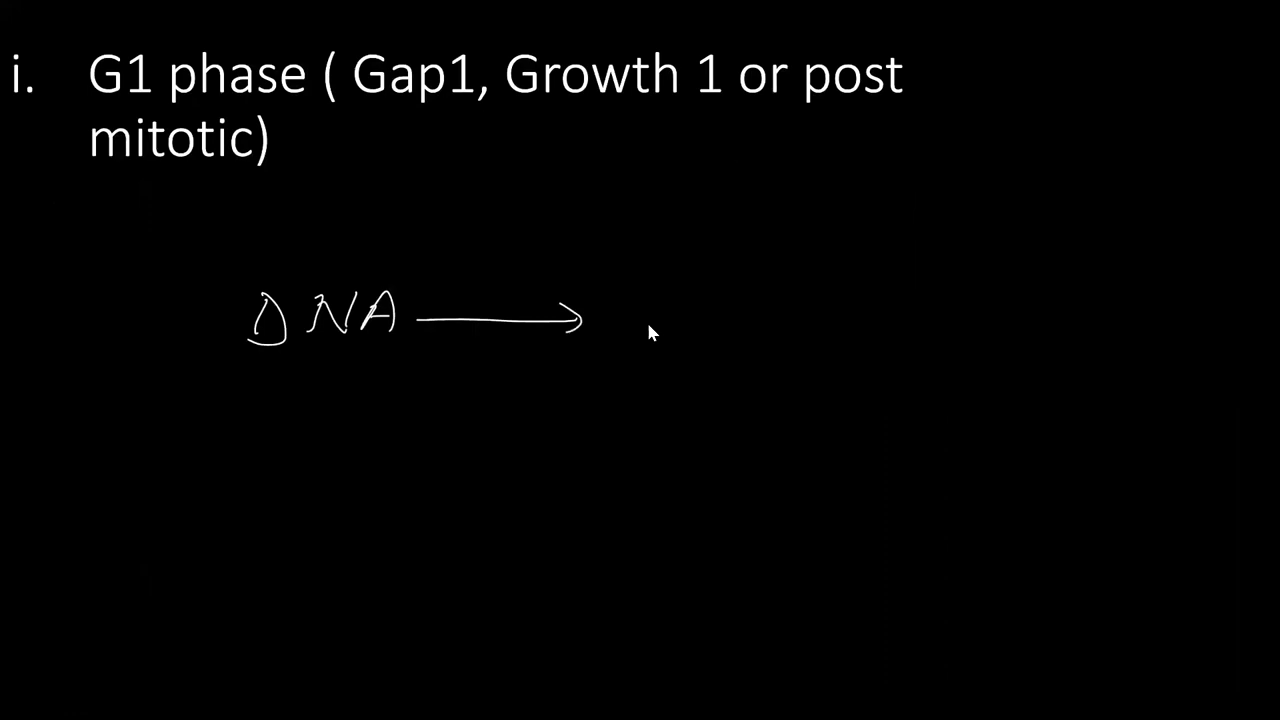 i. G1 phase ( Gap1, Growth 1 or post
mitotic)
DNA